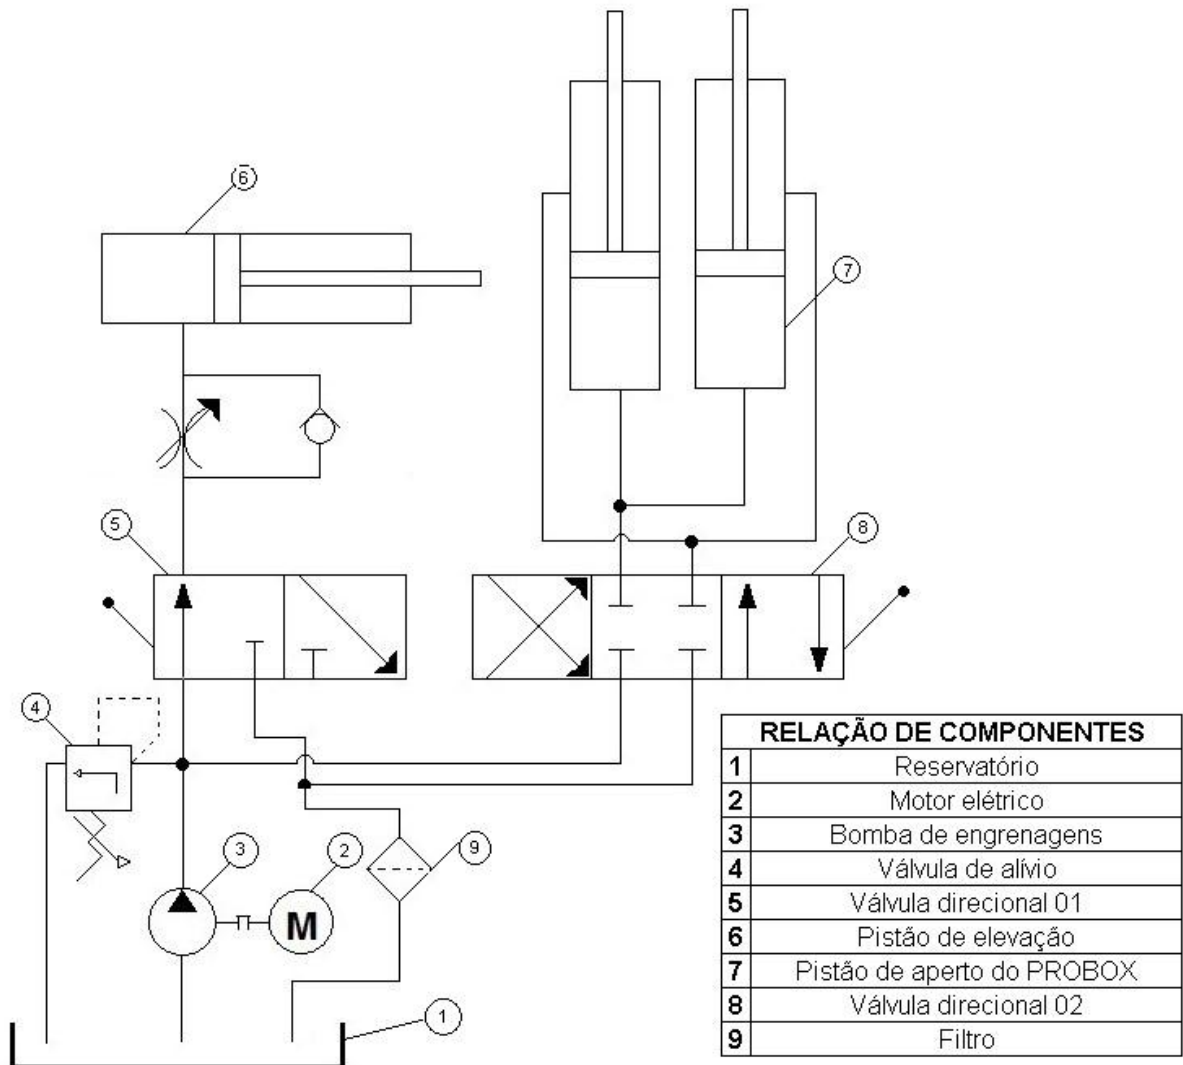 6
7
5
8
4
3
2
9
M
1
RELAÇÃO DE COMPONENTES
1 Reservatório
2 Motor elétrico
3 Bomba de engrenagens
4 Válvula de alívio
5 Válvula direcional 01
6 Pistão de elevação
7 Pistão de aperto do PROBOX
8 Válvula direcional 02
9 Filtro